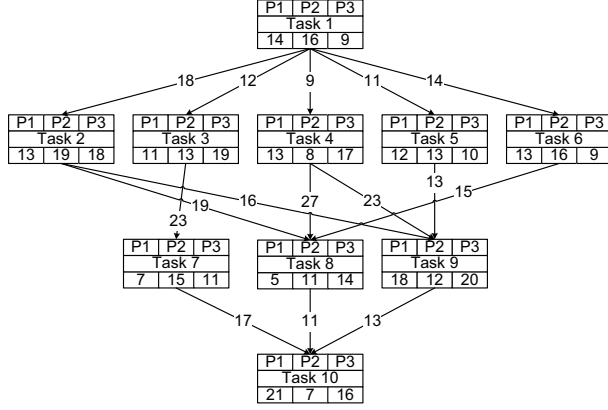 P1 P2 P3
Task 1
14 16 9
18 12 9 11 14
P1 P2 P3 P1 P2 P3 P1 P2 P3 P1 P2 P3 P1 P2 P3
Task 2 Task 3 Task 4 Task 5 Task 6
13 19 18 11 13 19 13 8 17 12 13 10 13 16 9
13
19 16 27 23 15
23
P1 P2 P3 P1 P2 P3 P1 P2 P3
Task 7 Task 8 Task 9
7 15 11 5 11 14 18 12 20
17 11 13
P1 P2 P3
Task 10
21 7 16